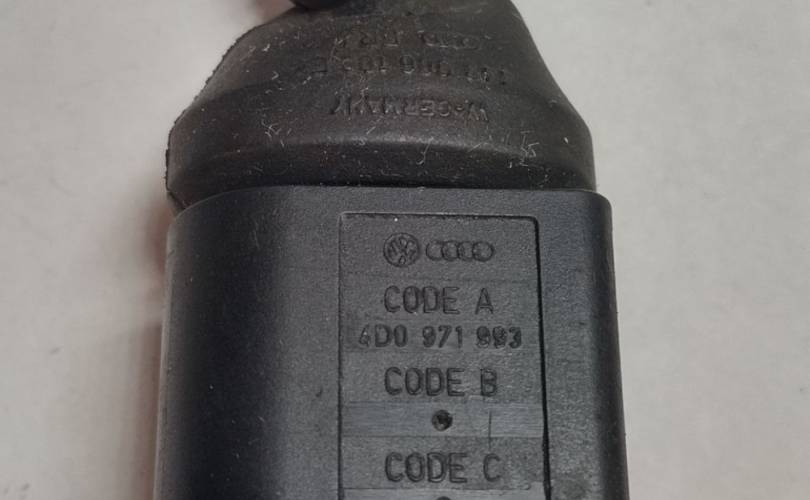 W-GERMANY
CODE A
4D0 971 993
CODE B
CODE C